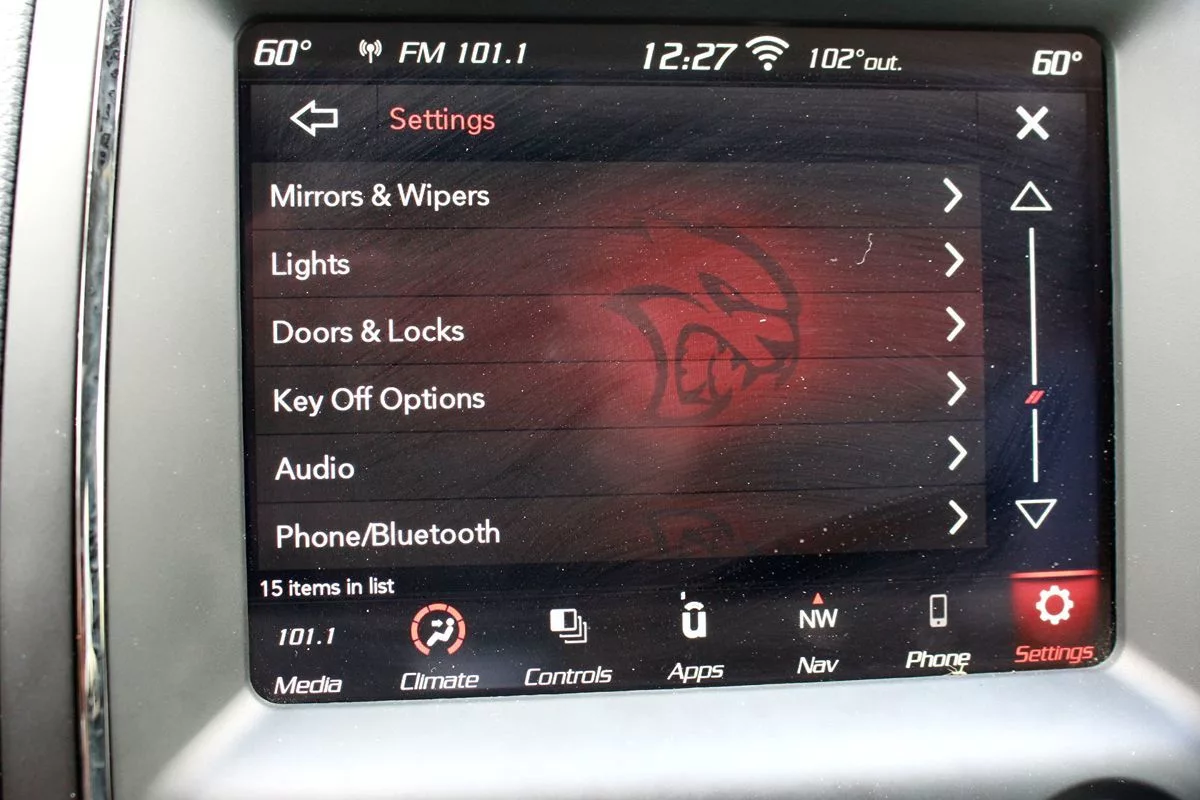 60° FM 101.1 12:27 102°out. 60°
Settings
Mirrors & Wipers
Lights
Doors & Locks
Key Off Options
Audio
Phone/Bluetooth
15 items in list
101.1 NW
Media Climate Controls Apps Nav Phone Settings